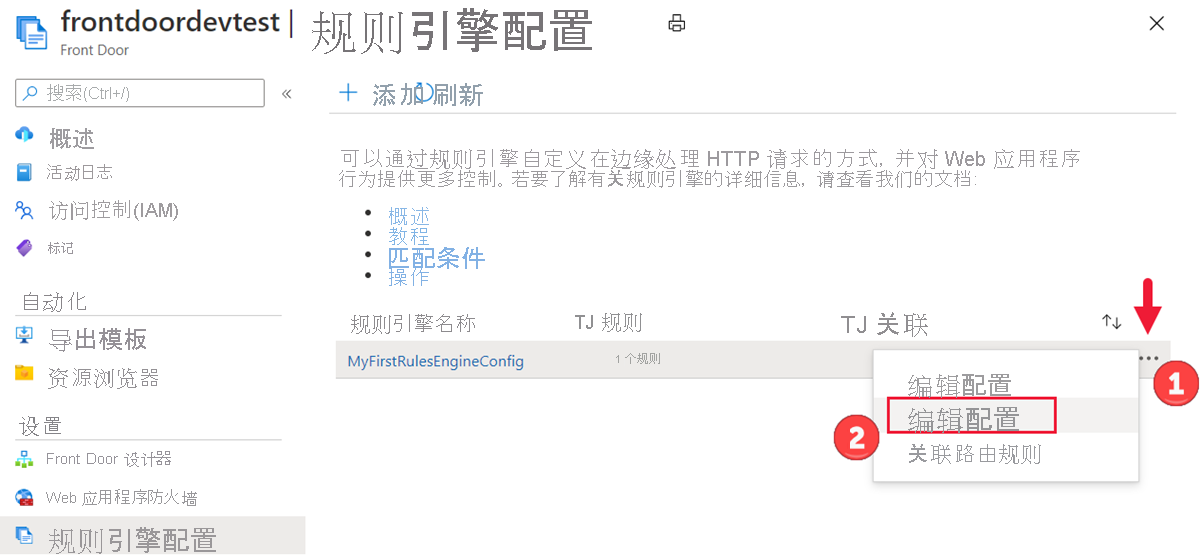 frontdoordevtest | 规则引擎配置
Front Door
搜索(Ctrl+/)
«
概述
活动日志
访问控制(IAM)
标记
自动化
导出模板
资源浏览器
设置
Front Door 设计器
Web 应用程序防火墙
规则引擎配置
+ 添加 刷新
可以通过规则引擎自定义在边缘处理 HTTP 请求的方式, 并对 Web 应用程序
行为提供更多控制。若要了解有关规则引擎的详细信息, 请查看我们的文档:
• 概述
• 教程
• 匹配条件
• 操作
规则引擎名称 TJ 规则 TJ 关联 ↑↓
MyFirstRulesEngineConfig 1 个规则 •••
1
编辑配置
2 编辑配置
关联路由规则